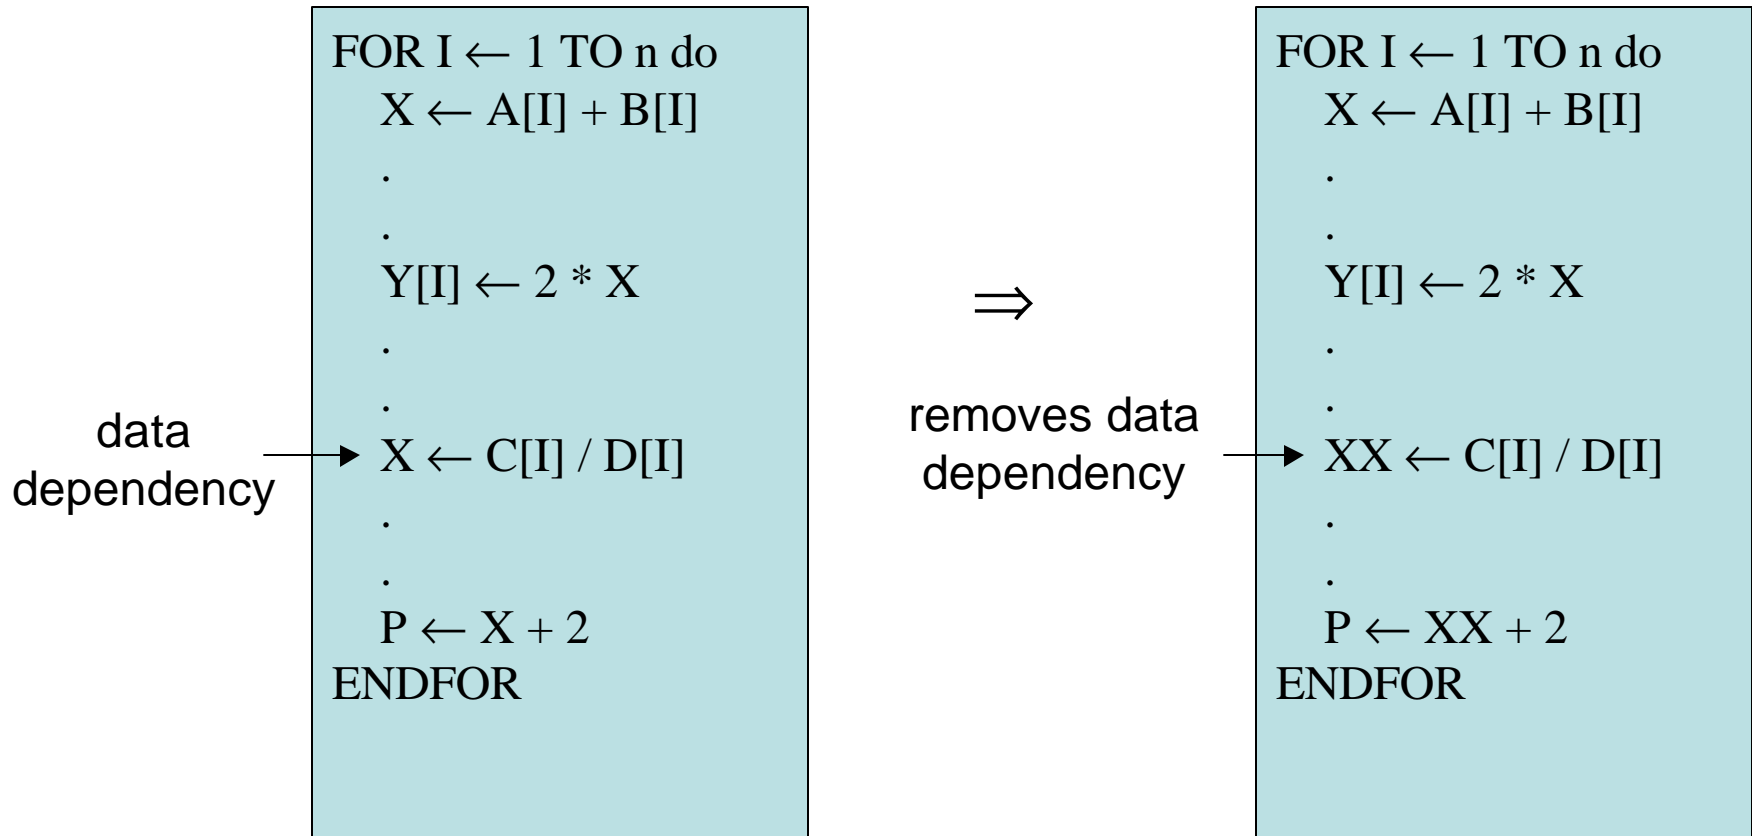 FOR I ← 1 TO n do
X ← A[I] + B[I]
.
.
Y[I] ← 2 * X
.
.
X ← C[I] / D[I]
.
.
P ← X + 2
ENDFOR
data
dependency
⇒
removes data
dependency
FOR I ← 1 TO n do
X ← A[I] + B[I]
.
.
Y[I] ← 2 * X
.
.
XX ← C[I] / D[I]
.
.
P ← XX + 2
ENDFOR